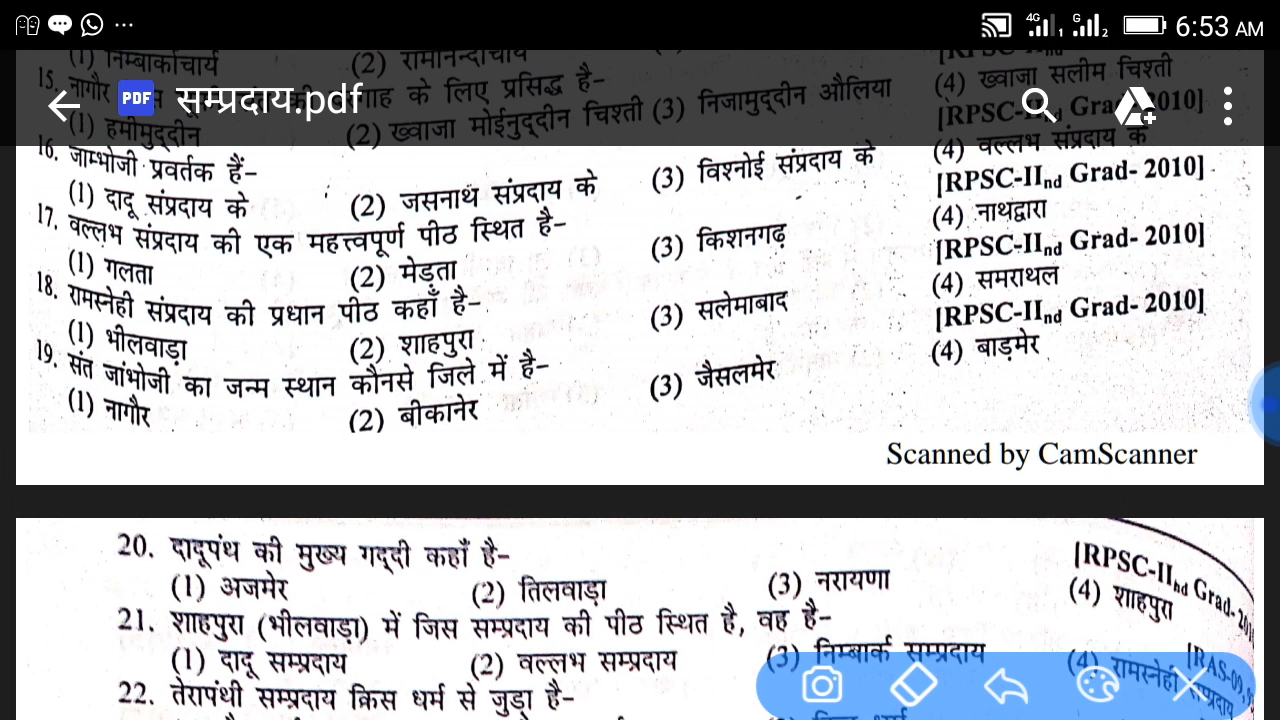 6:53 AM
(1) निम्बार्काचार्य (2) रामानन्दाचार्य
सम्प्रदाय.pdf
15. नागौर गाह के लिए प्रसिद्ध है–
(1) हमीमुद्दीन (2) ख्वाजा मोईनुद्दीन चिश्ती (3) निजामुद्दीन औलिया (4) ख्वाजा सलीम चिश्ती
16. जाम्भोजी प्रवर्तक हैं–
(1) दादू संप्रदाय के (2) जसनाथ संप्रदाय के (3) विश्नोई संप्रदाय के (4) वल्लभ संप्रदाय के
17. वल्लभ संप्रदाय की एक महत्त्वपूर्ण पीठ स्थित है– [RPSC-IInd Grad- 2010]
(1) गलता (2) मेड़ता (3) किशनगढ़ (4) नाथद्वारा
18. रामस्नेही संप्रदाय की प्रधान पीठ कहाँ है– [RPSC-IInd Grad- 2010]
(1) भीलवाड़ा (2) शाहपुरा (3) सलेमाबाद (4) समराथल
19. संत जांभोजी का जन्म स्थान कौनसे जिले में है– [RPSC-IInd Grad- 2010]
(1) नागौर (2) बीकानेर (3) जैसलमेर (4) बाड़मेर
Scanned by CamScanner
20. दादूपंथ की मुख्य गद्दी कहाँ है– [RPSC-IInd Grad-
(1) अजमेर (2) तिलवाड़ा (3) नरायणा (4) शाहपुरा
21. शाहपुरा (भीलवाड़ा) में जिस सम्प्रदाय की पीठ स्थित है, वह है–
(1) दादू सम्प्रदाय (2) वल्लभ सम्प्रदाय (3) निम्बार्क सम्प्रदाय (4) रामस्नेही सम्प्रदाय
22. तेरापंथी सम्प्रदाय किस धर्म से जुड़ा है–